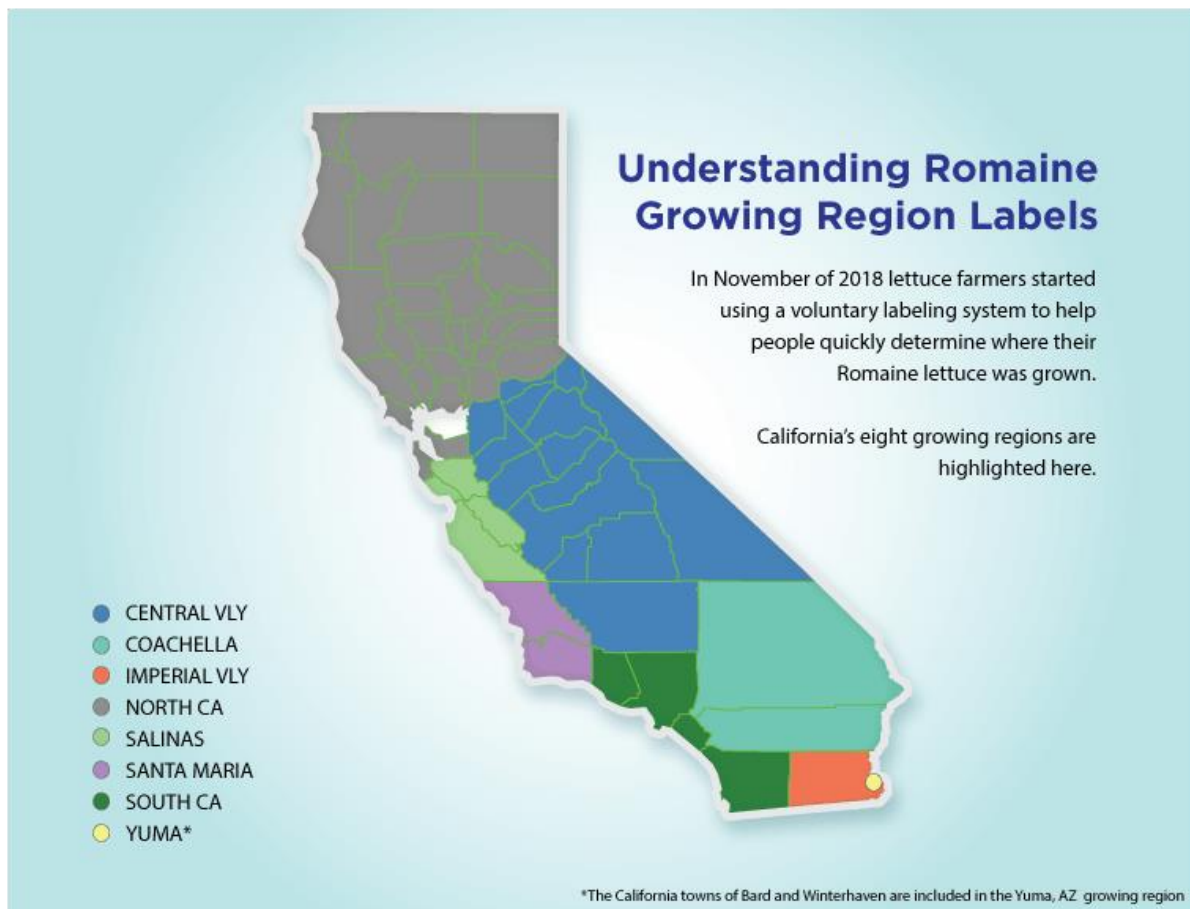 Understanding Romaine
Growing Region Labels
In November of 2018 lettuce farmers started
using a voluntary labeling system to help
people quickly determine where their
Romaine lettuce was grown.
California’s eight growing regions are
highlighted here.
CENTRAL VLY
COACHELLA
IMPERIAL VLY
NORTH CA
SALINAS
SANTA MARIA
SOUTH CA
YUMA*
*The California towns of Bard and Winterhaven are included in the Yuma, AZ growing region